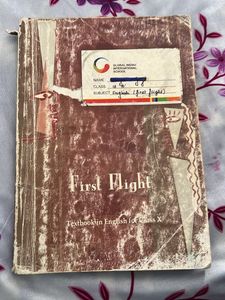 GLOBAL INDIAN
INTERNATIONAL
SCHOOL
NAME
CLASS
SUBJECT English (first flight)
First Flight
Textbook in English for Class X